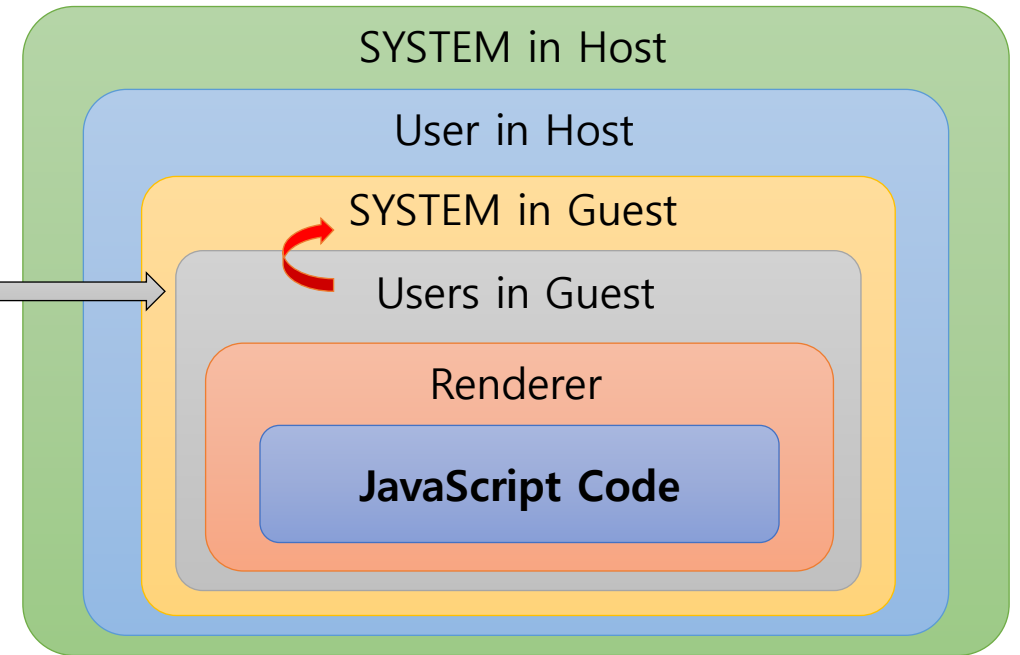 SYSTEM in Host
User in Host
SYSTEM in Guest
Users in Guest
Renderer
JavaScript Code